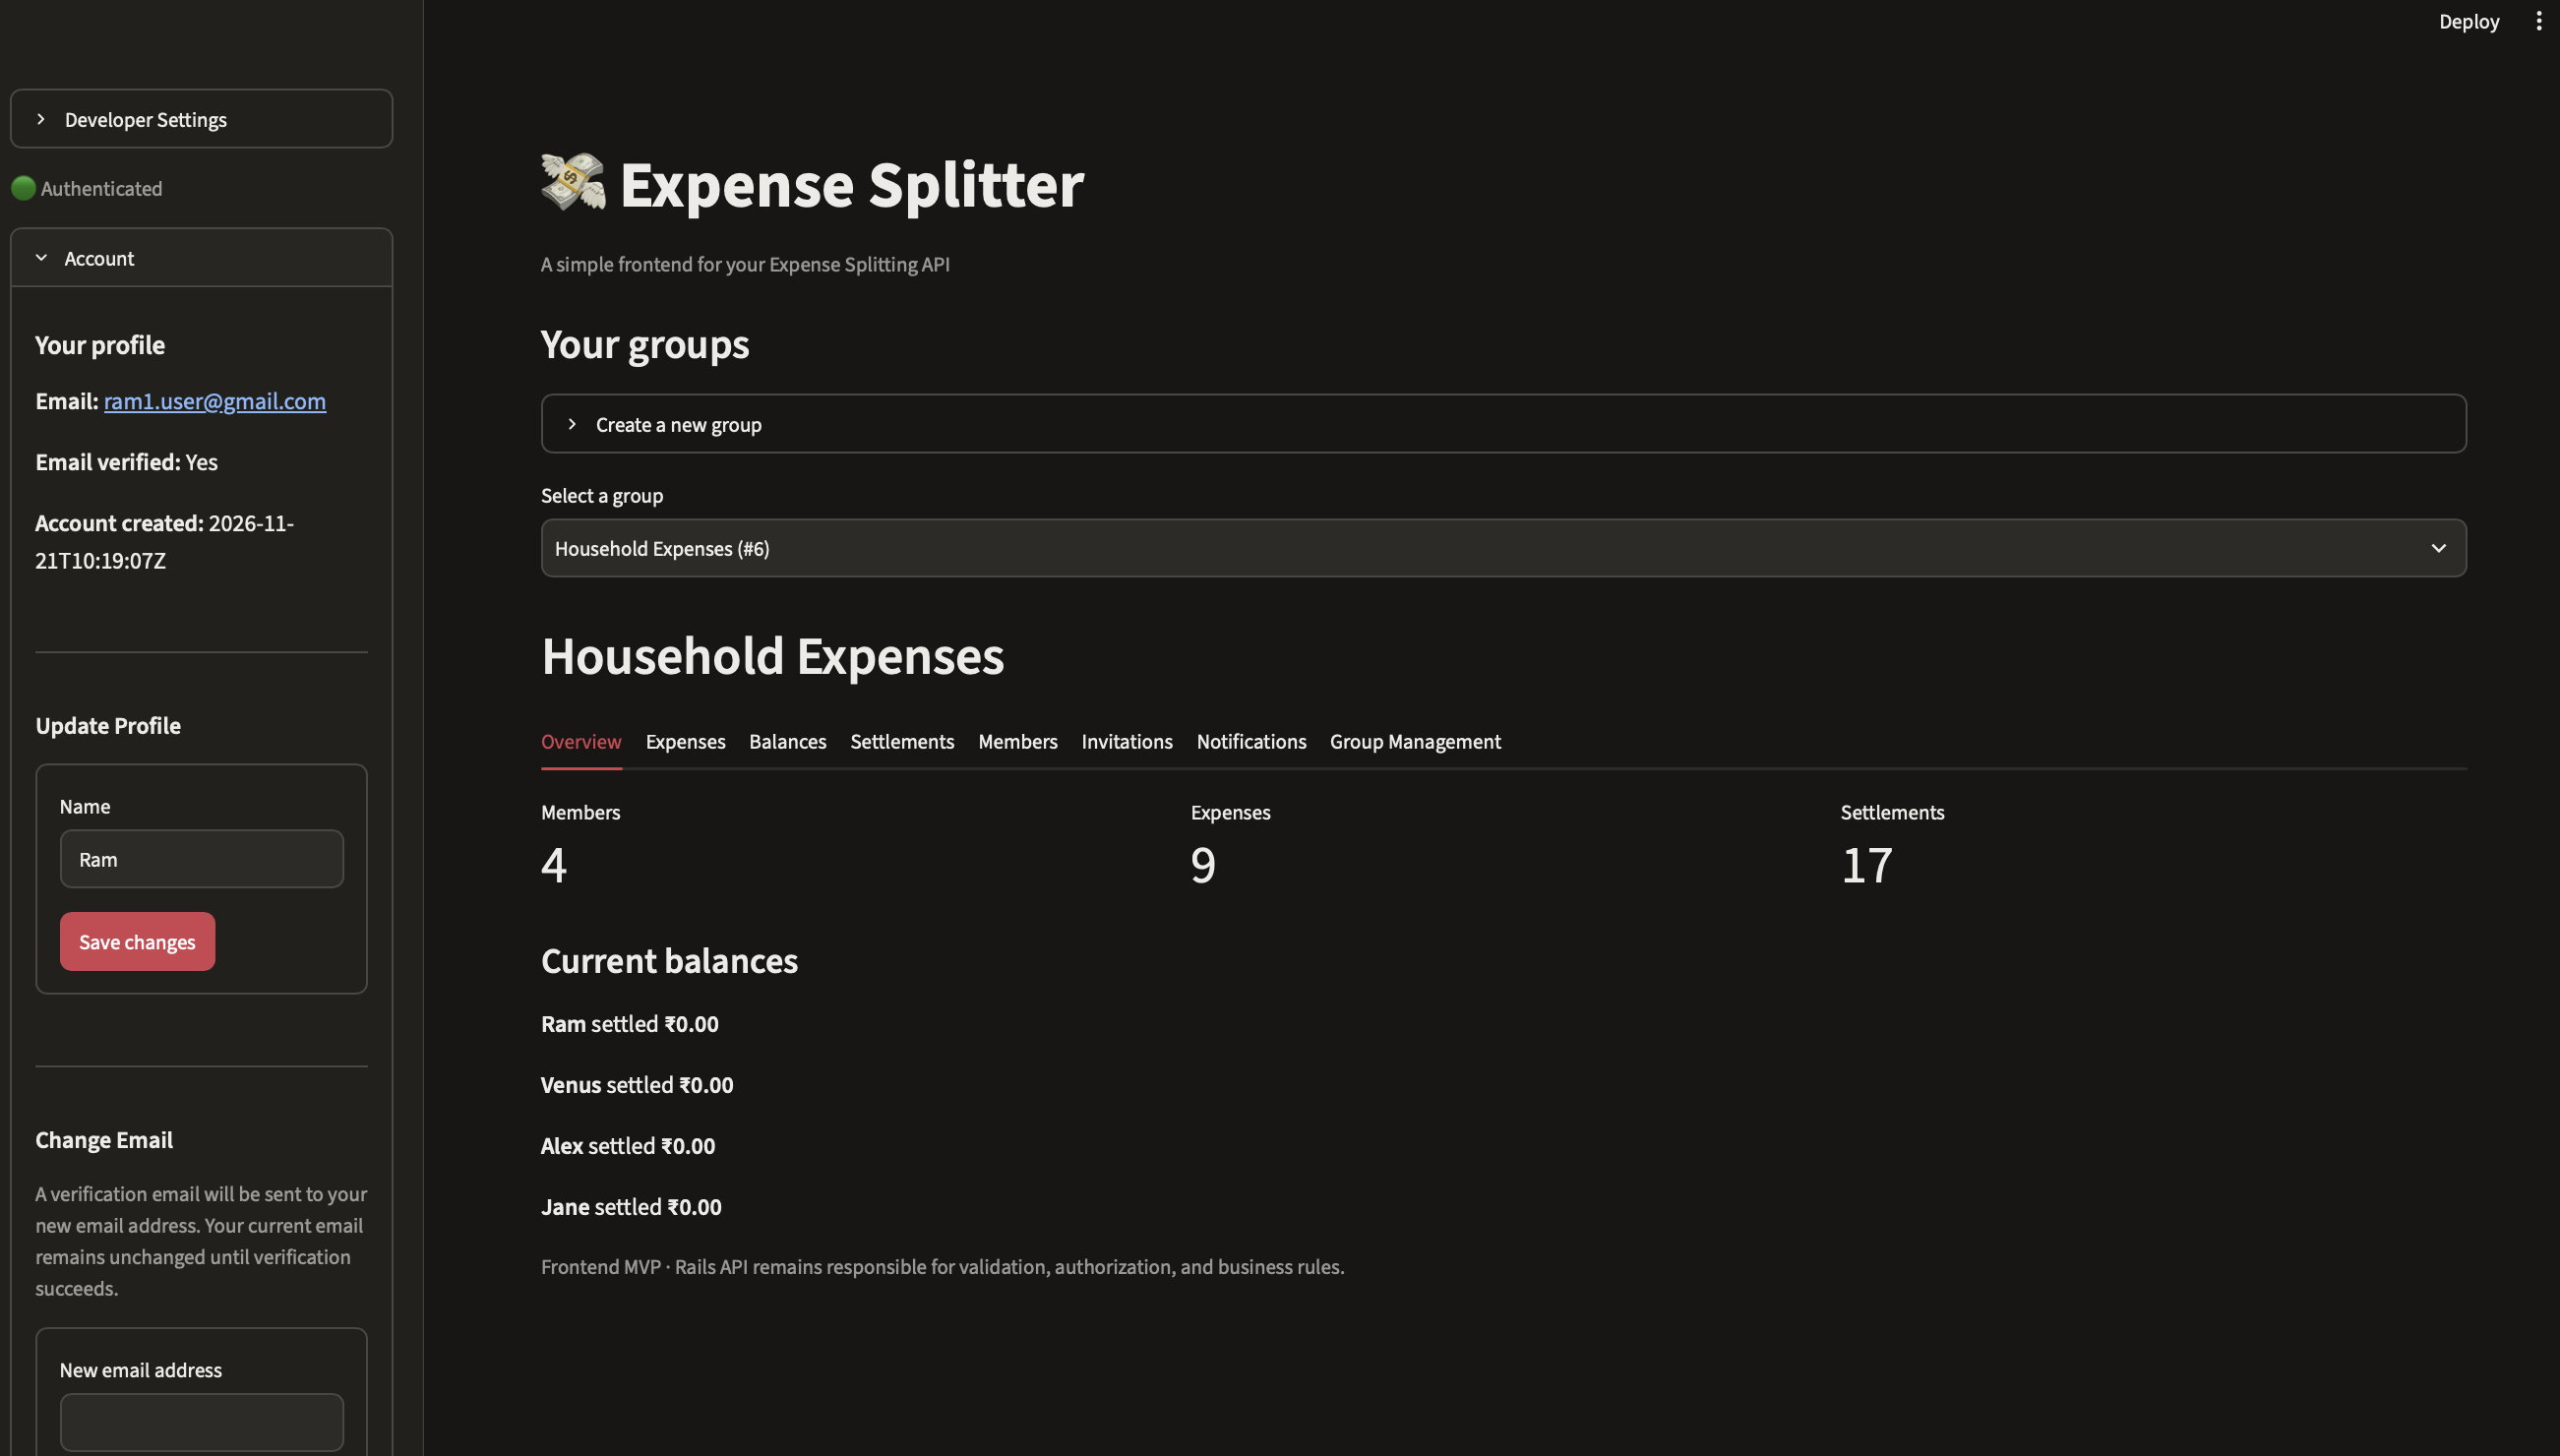 Deploy
Developer Settings
Authenticated
Account
Your profile
Email: ram1.user@gmail.com
Email verified: Yes
Account created: 2026-11-
21T10:19:07Z
Update Profile
Name
Ram
Save changes
Change Email
A verification email will be sent to your
new email address. Your current email
remains unchanged until verification
succeeds.
New email address
Expense Splitter
A simple frontend for your Expense Splitting API
Your groups
Create a new group
Select a group
Household Expenses (#6)
Household Expenses
Overview Expenses Balances Settlements Members Invitations Notifications Group Management
Members Expenses Settlements
4 9 17
Current balances
Ram settled ₹0.00
Venus settled ₹0.00
Alex settled ₹0.00
Jane settled ₹0.00
Frontend MVP · Rails API remains responsible for validation, authorization, and business rules.